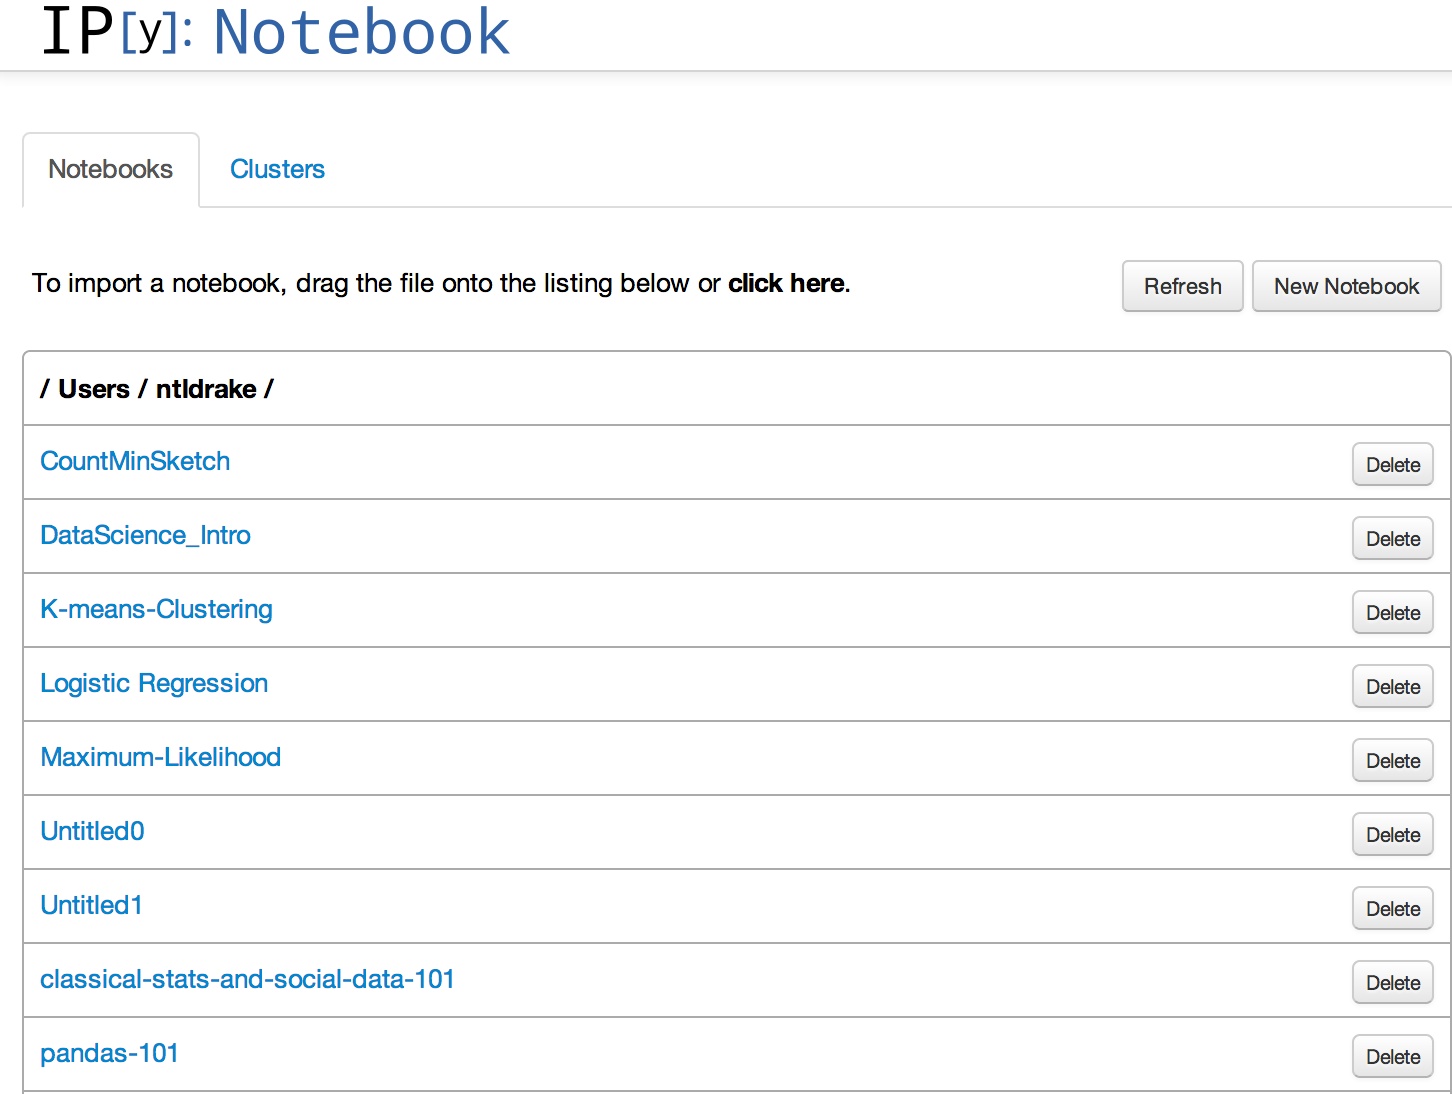 IP[y]: Notebook
Notebooks Clusters
To import a notebook, drag the file onto the listing below or click here. Refresh New Notebook
/ Users / ntldrake /
CountMinSketch Delete
DataScience_Intro Delete
K-means-Clustering Delete
Logistic Regression Delete
Maximum-Likelihood Delete
Untitled0 Delete
Untitled1 Delete
classical-stats-and-social-data-101 Delete
pandas-101 Delete